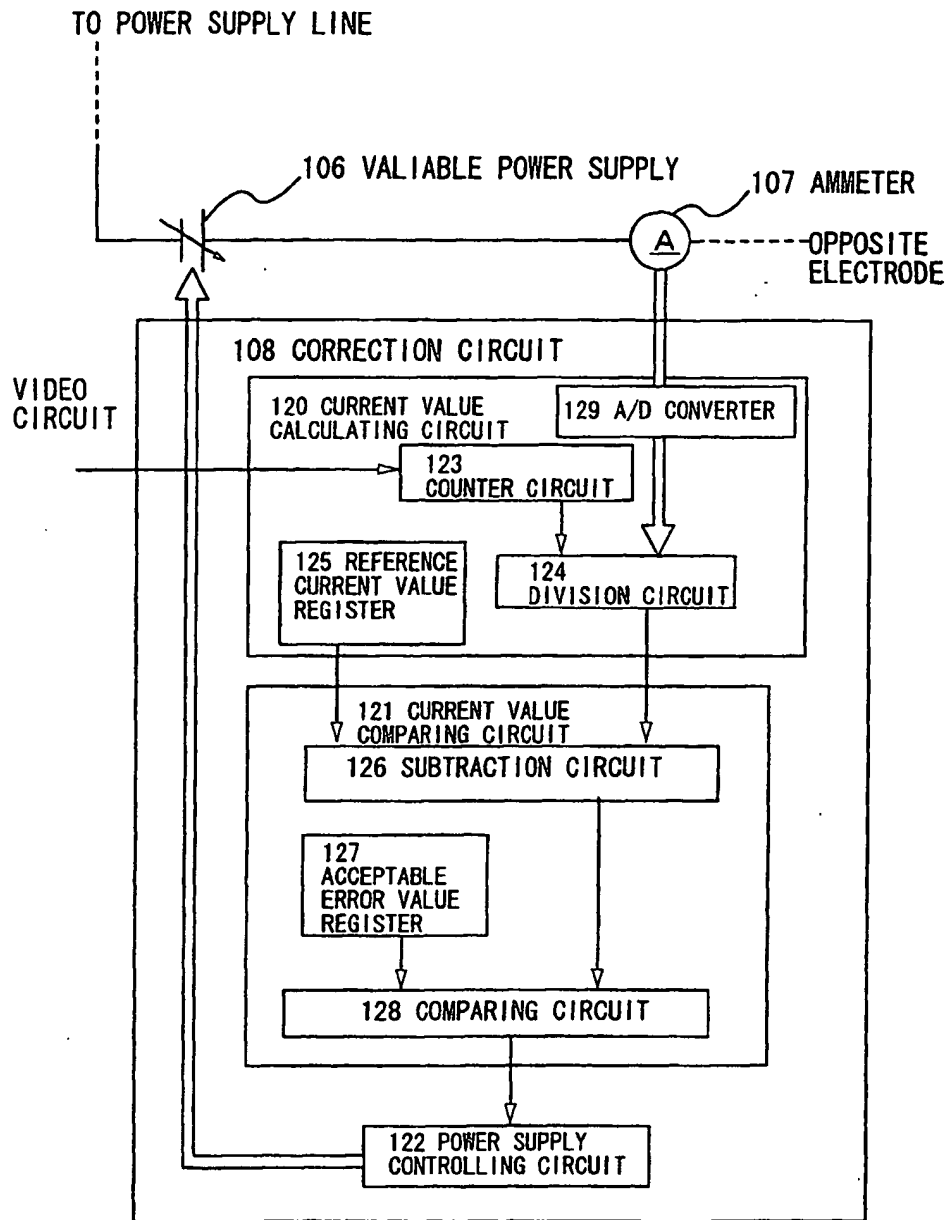 TO POWER SUPPLY LINE
106 VALIABLE POWER SUPPLY
107 AMMETER
A
OPPOSITE
ELECTRODE
108 CORRECTION CIRCUIT
VIDEO
CIRCUIT
120 CURRENT VALUE
CALCULATING CIRCUIT
129 A/D CONVERTER
123
COUNTER CIRCUIT
125 REFERENCE
CURRENT VALUE
REGISTER
124
DIVISION CIRCUIT
121 CURRENT VALUE
COMPARING CIRCUIT
126 SUBTRACTION CIRCUIT
127
ACCEPTABLE
ERROR VALUE
REGISTER
128 COMPARING CIRCUIT
122 POWER SUPPLY
CONTROLLING CIRCUIT